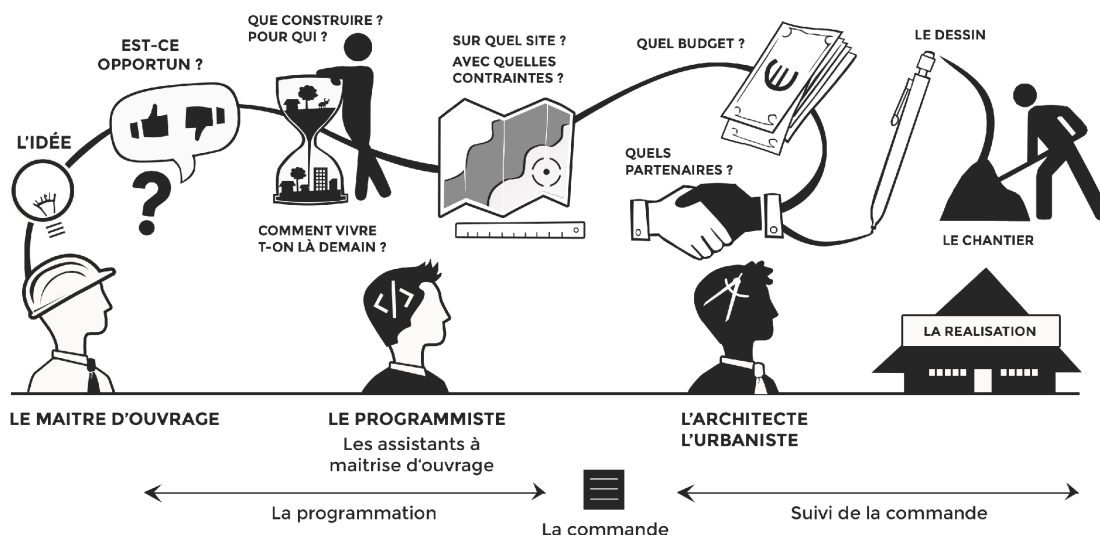 L'IDÉE
EST-CE
OPPORTUN ?
?
QUE CONSTRUIRE ?
POUR QUI ?
COMMENT VIVRE
T-ON LÀ DEMAIN ?
SUR QUEL SITE ?
AVEC QUELLES
CONTRAINTES ?
QUEL BUDGET ?
€
QUELS
PARTENAIRES ?
LE DESSIN
LE CHANTIER
</>
LA REALISATION
LE MAITRE D'OUVRAGE
LE PROGRAMMISTE
Les assistants à
maitrise d'ouvrage
L'ARCHITECTE
L'URBANISTE
La programmation
La commande
Suivi de la commande